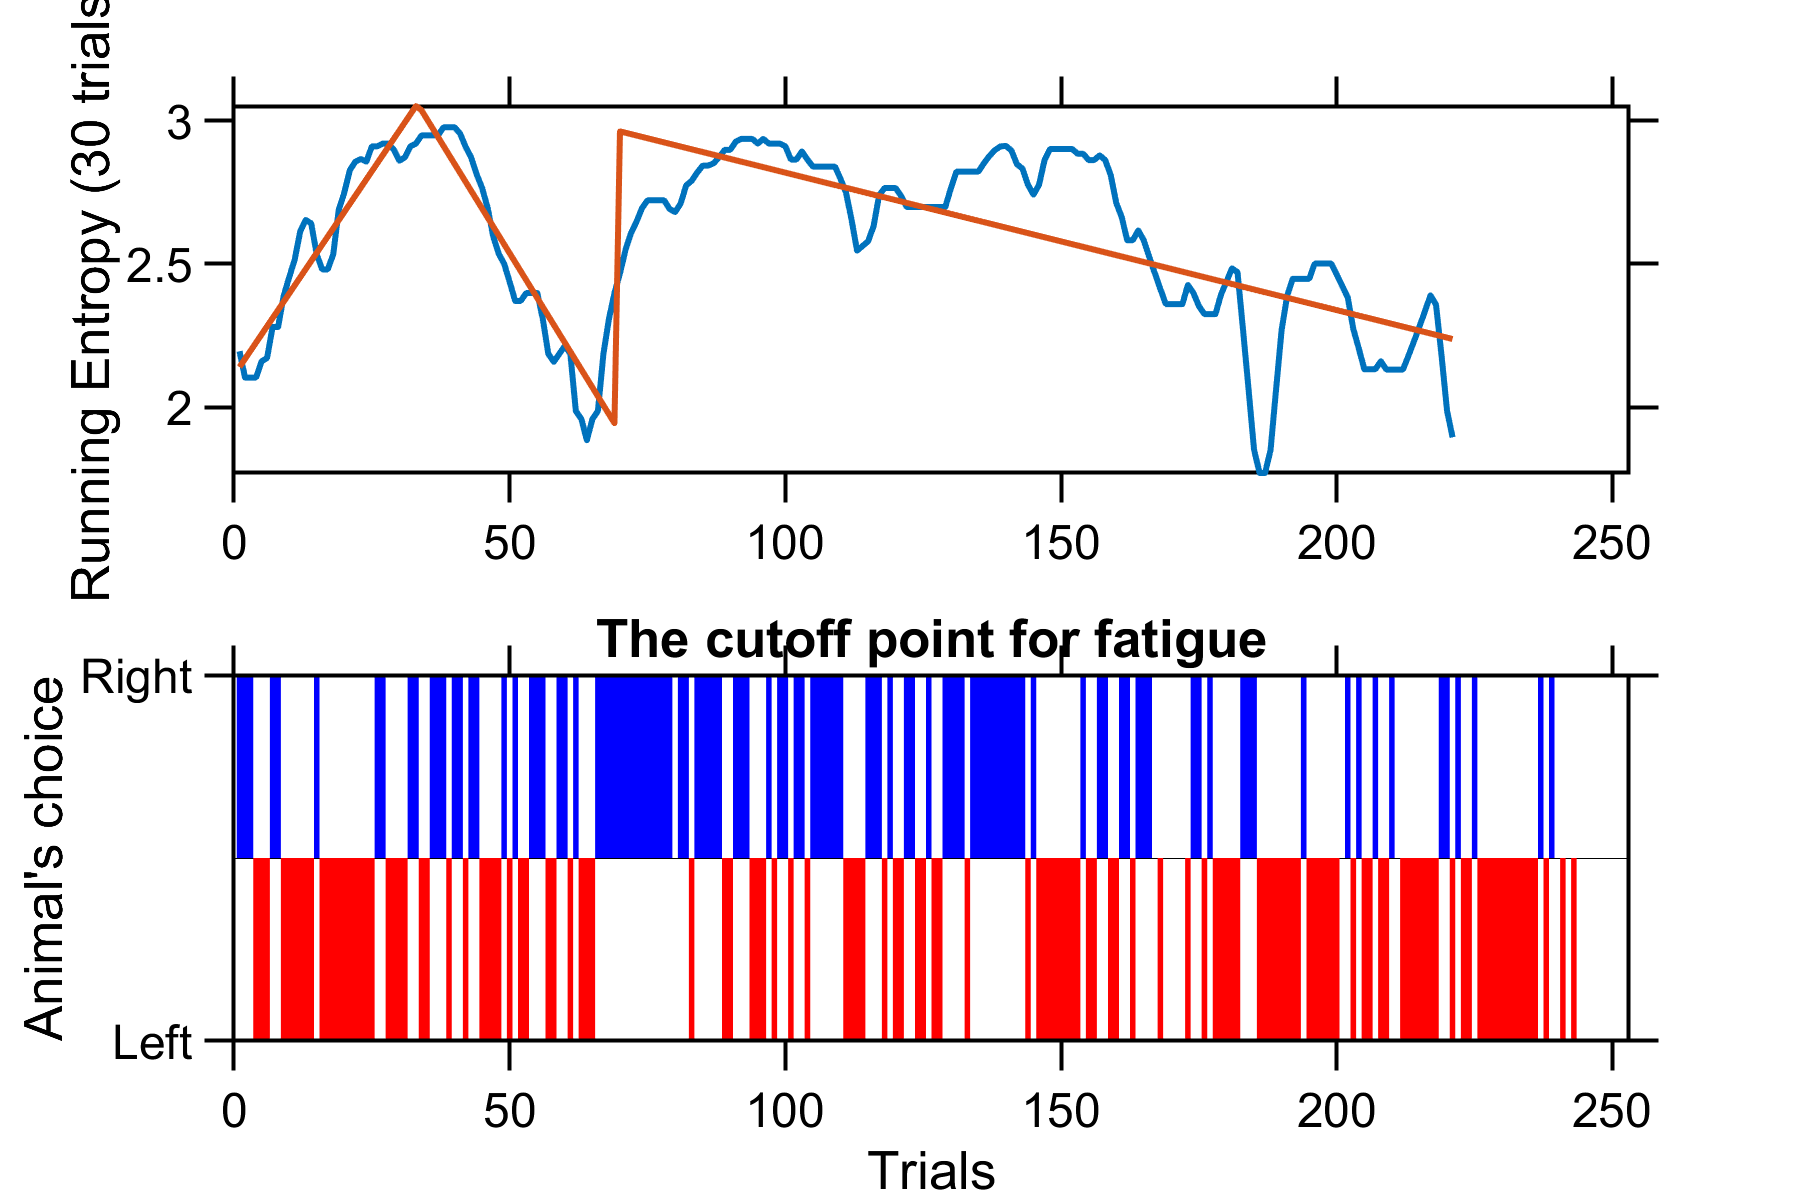 Running Entropy (30 trials
3
2.5
2
0 50 100 150 200 250
The cutoff point for fatigue
Animal's choice
Right
Left
0 50 100 150 200 250
Trials